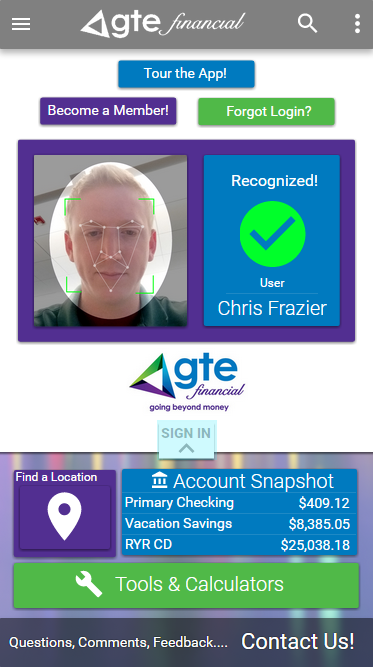 gte financial
Tour the App!
Become a Member!
Forgot Login?
Recognized!
User
Chris Frazier
gte
financial
going beyond money
SIGN IN
Find a Location
Account Snapshot
Primary Checking $409.12
Vacation Savings $8,385.05
RYR CD $25,038.18
Tools & Calculators
Questions, Comments, Feedback.... Contact Us!